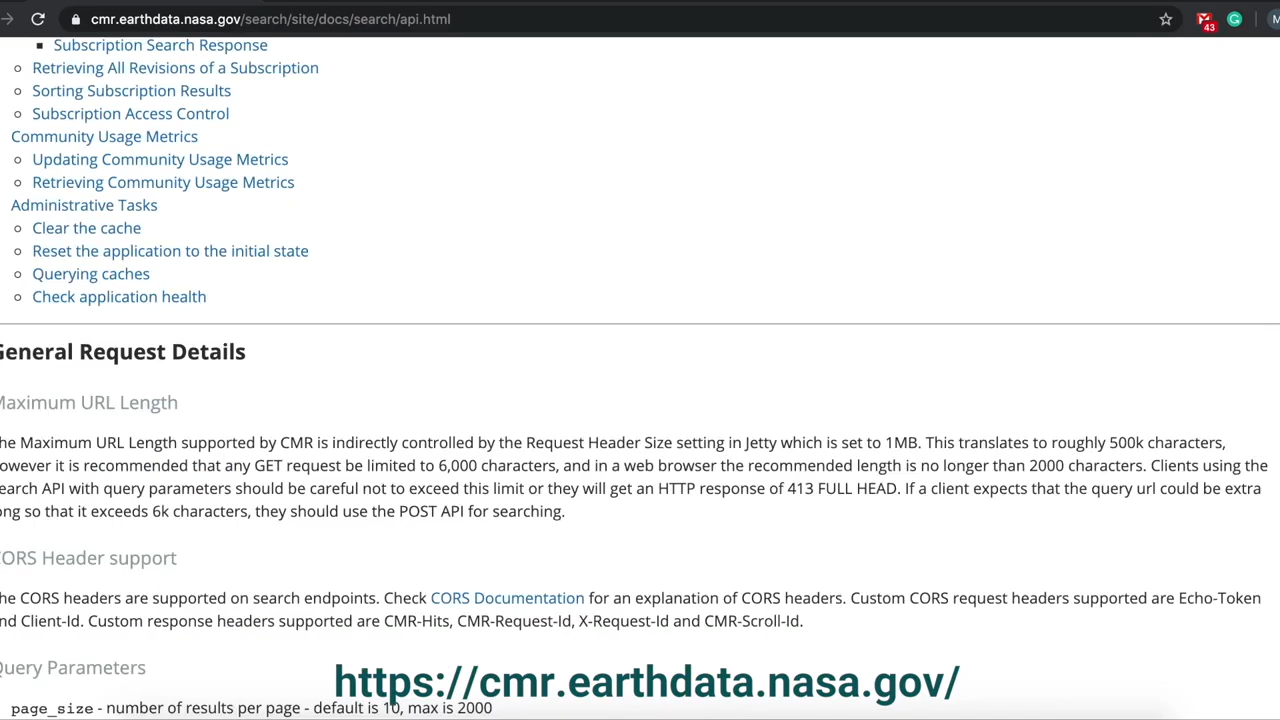 cmr.earthdata.nasa.gov/search/site/docs/search/api.html
43
M
Subscription Search Response
Retrieving All Revisions of a Subscription
Sorting Subscription Results
Subscription Access Control
Community Usage Metrics
Updating Community Usage Metrics
Retrieving Community Usage Metrics
Administrative Tasks
Clear the cache
Reset the application to the initial state
Querying caches
Check application health
General Request Details
Maximum URL Length
he Maximum URL Length supported by CMR is indirectly controlled by the Request Header Size setting in Jetty which is set to 1MB. This translates to roughly 500k characters,
owever it is recommended that any GET request be limited to 6,000 characters, and in a web browser the recommended length is no longer than 2000 characters. Clients using the
earch API with query parameters should be careful not to exceed this limit or they will get an HTTP response of 413 FULL HEAD. If a client expects that the query url could be extra
ong so that it exceeds 6k characters, they should use the POST API for searching.
CORS Header support
he CORS headers are supported on search endpoints. Check CORS Documentation for an explanation of CORS headers. Custom CORS request headers supported are Echo-Token
nd Client-Id. Custom response headers supported are CMR-Hits, CMR-Request-Id, X-Request-Id and CMR-Scroll-Id.
Query Parameters
https://cmr.earthdata.nasa.gov/
page_size - number of results per page - default is 10, max is 2000